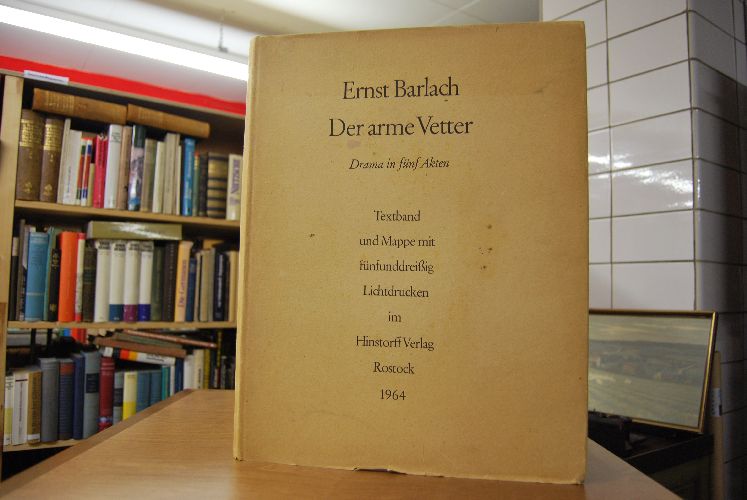 Ernst Barlach
Der arme Vetter
Drama in fünf Akten
Textband
und Mappe mit
fünfunddreißig
Lichtdrucken
im
Hinstorff Verlag
Rostock
1964